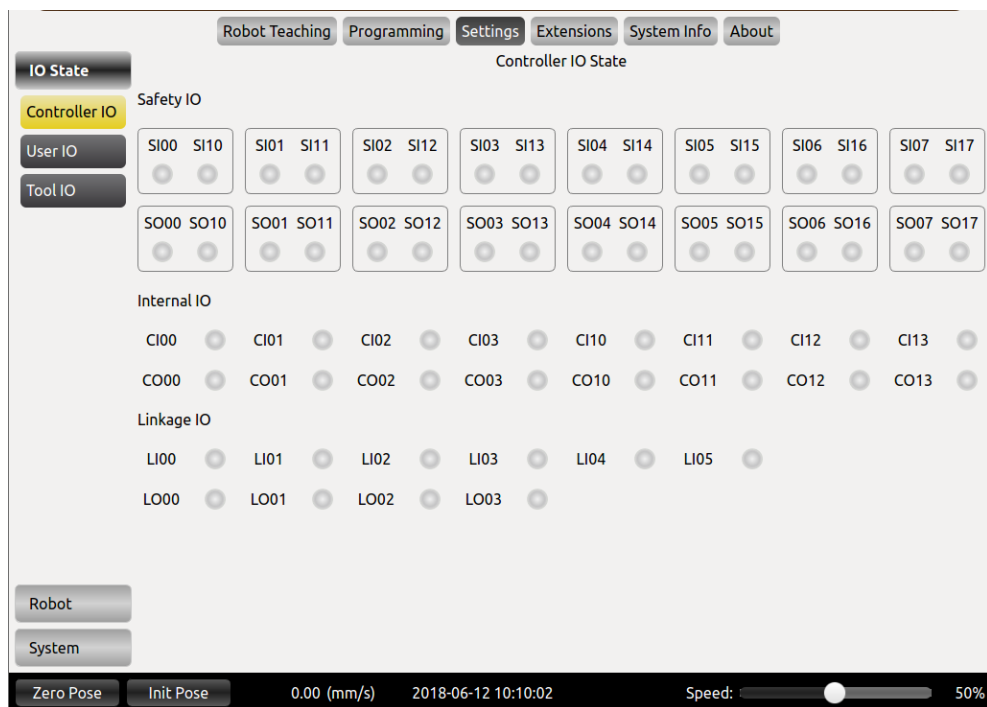 Robot Teaching Programming Settings Extensions System Info About
IO State
Controller IO
User IO
Tool IO
Controller IO State
Safety IO
SI00 SI10 SI01 SI11 SI02 SI12 SI03 SI13 SI04 SI14 SI05 SI15 SI06 SI16 SI07 SI17
SO00 SO10 SO01 SO11 SO02 SO12 SO03 SO13 SO04 SO14 SO05 SO15 SO06 SO16 SO07 SO17
Internal IO
CI00 CI01 CI02 CI03 CI10 CI11 CI12 CI13
CO00 CO01 CO02 CO03 CO10 CO11 CO12 CO13
Linkage IO
LI00 LI01 LI02 LI03 LI04 LI05
LO00 LO01 LO02 LO03
Robot
System
Zero Pose Init Pose 0.00 (mm/s) 2018-06-12 10:10:02 Speed: 50%